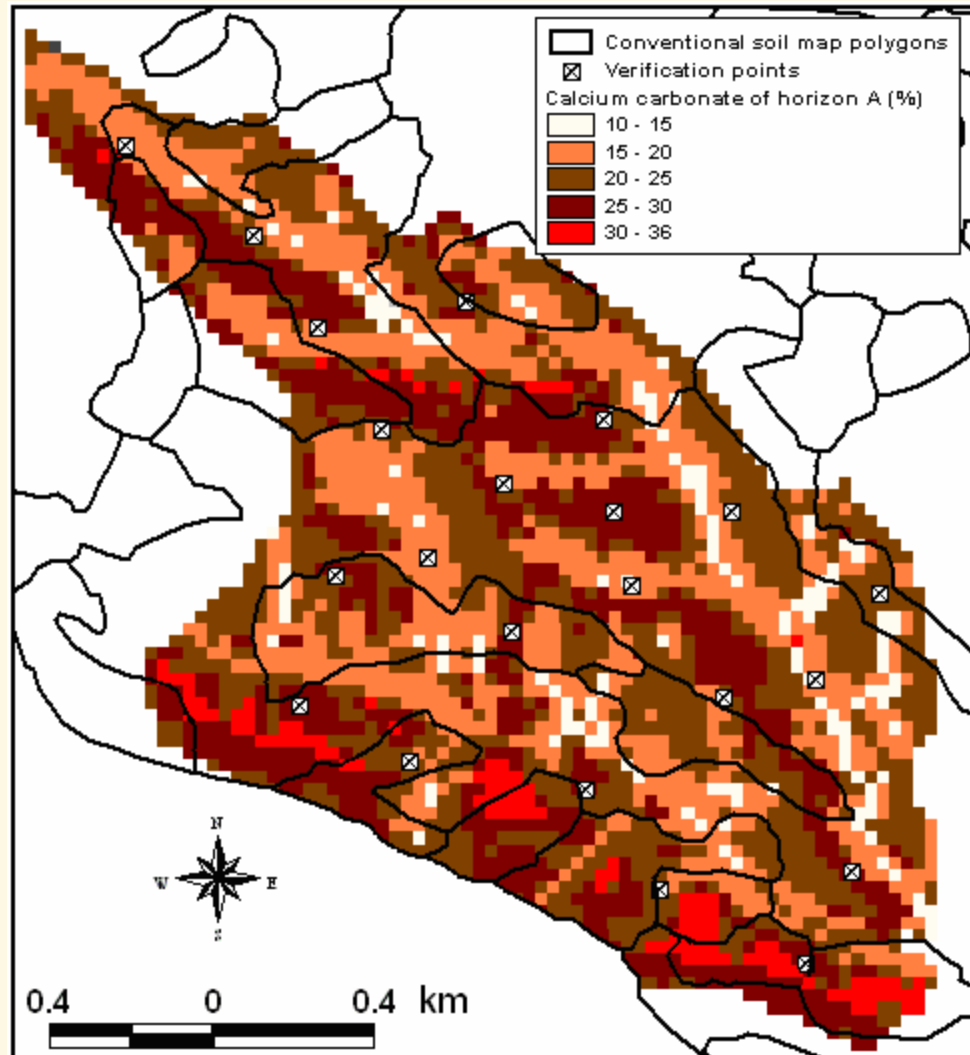 Conventional soil map polygons
Verification points
Calcium carbonate of horizon A (%)
10 - 15
15 - 20
20 - 25
25 - 30
30 - 36
N
W E
S
0.4 0 0.4 km